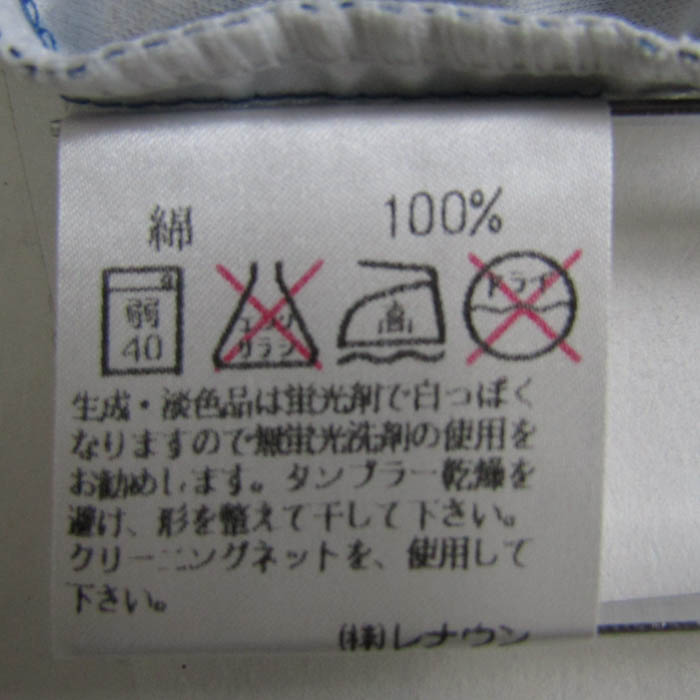 綿 100%
弱
40
エンソ
サラシ
高
ドライ
生成・淡色品は蛍光剤で白っぽく
なりますので無蛍光洗剤の使用を
お勧めします。タンブラー乾燥を
避け、形を整えて干して下さい。
クリーニングネットを、使用して
下さい。
(株)レナウン